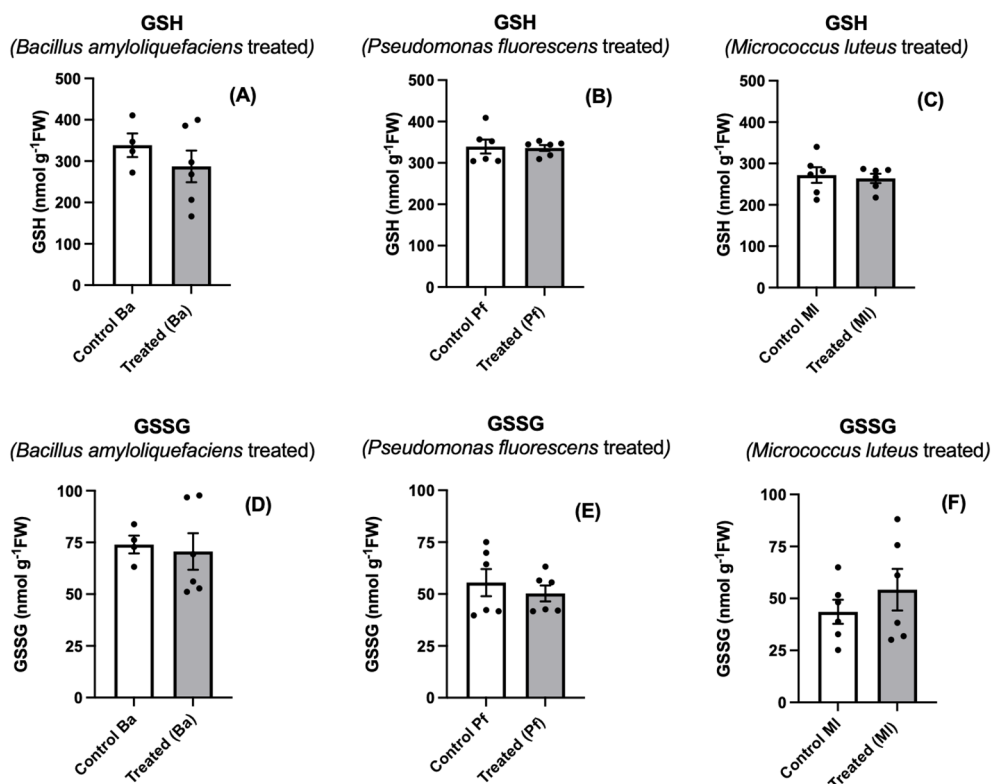 GSH
(Bacillus amyloliquefaciens treated)
(A)
GSH (nmol g⁻¹FW)
500
400
300
200
100
0
Control Ba
Treated (Ba)
GSH
(Pseudomonas fluorescens treated)
(B)
GSH (nmol g⁻¹FW)
500
400
300
200
100
0
Control Pf
Treated (Pf)
GSH
(Micrococcus luteus treated)
(C)
GSH (nmol g⁻¹FW)
500
400
300
200
100
0
Control Ml
Treated (Ml)
GSSG
(Bacillus amyloliquefaciens treated)
(D)
GSSG (nmol g⁻¹FW)
100
75
50
25
0
Control Ba
Treated (Ba)
GSSG
(Pseudomonas fluorescens treated)
(E)
GSSG (nmol g⁻¹FW)
100
75
50
25
0
Control Pf
Treated (Pf)
GSSG
(Micrococcus luteus treated)
(F)
GSSG (nmol g⁻¹FW)
100
75
50
25
0
Control Ml
Treated (Ml)